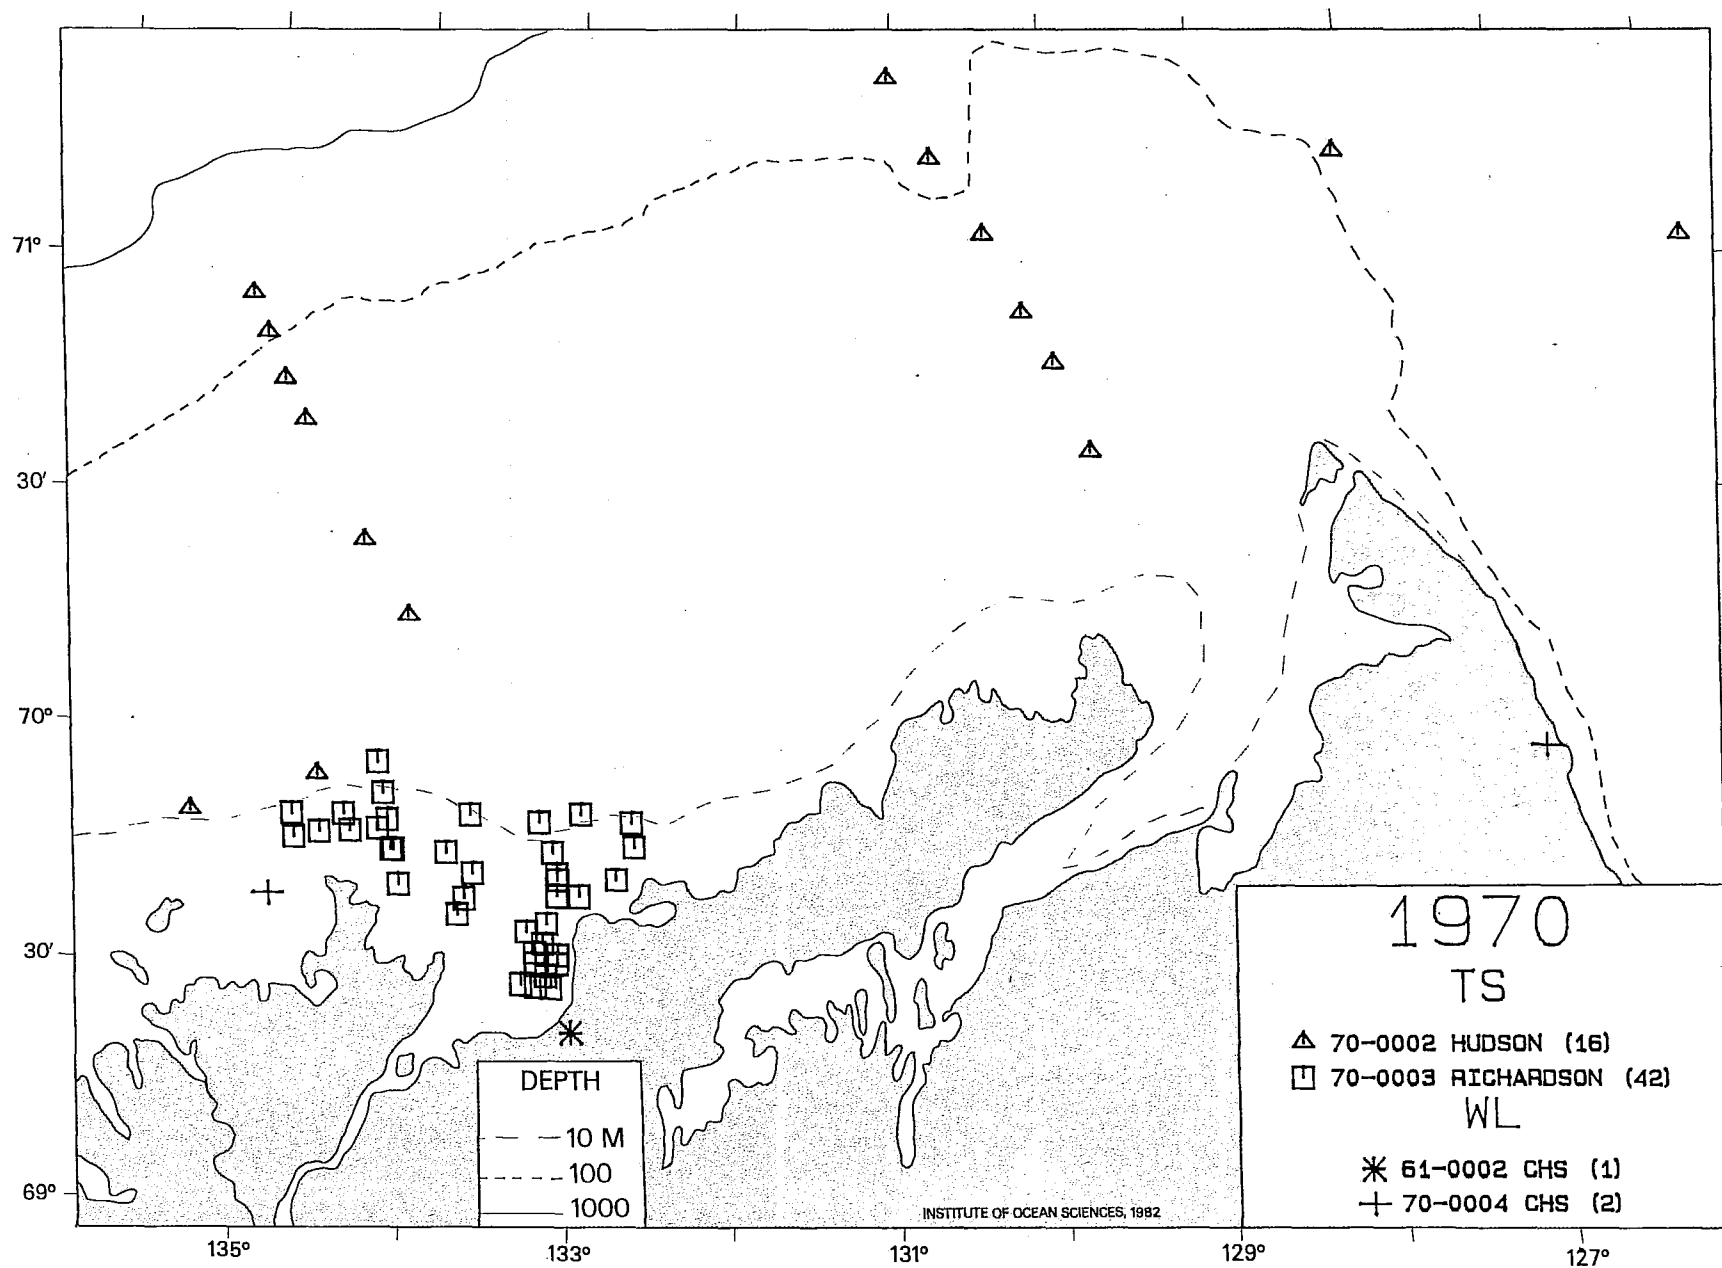 71°
30'
70°
30'
69°
1970
TS
70-0002 HUDSON (16)
70-0003 RICHARDSON (42)
WL
61-0002 CHS (1)
70-0004 CHS (2)
DEPTH
10 M
100
1000
INSTITUTE OF OCEAN SCIENCES, 1982
135°
133°
131°
129°
127°